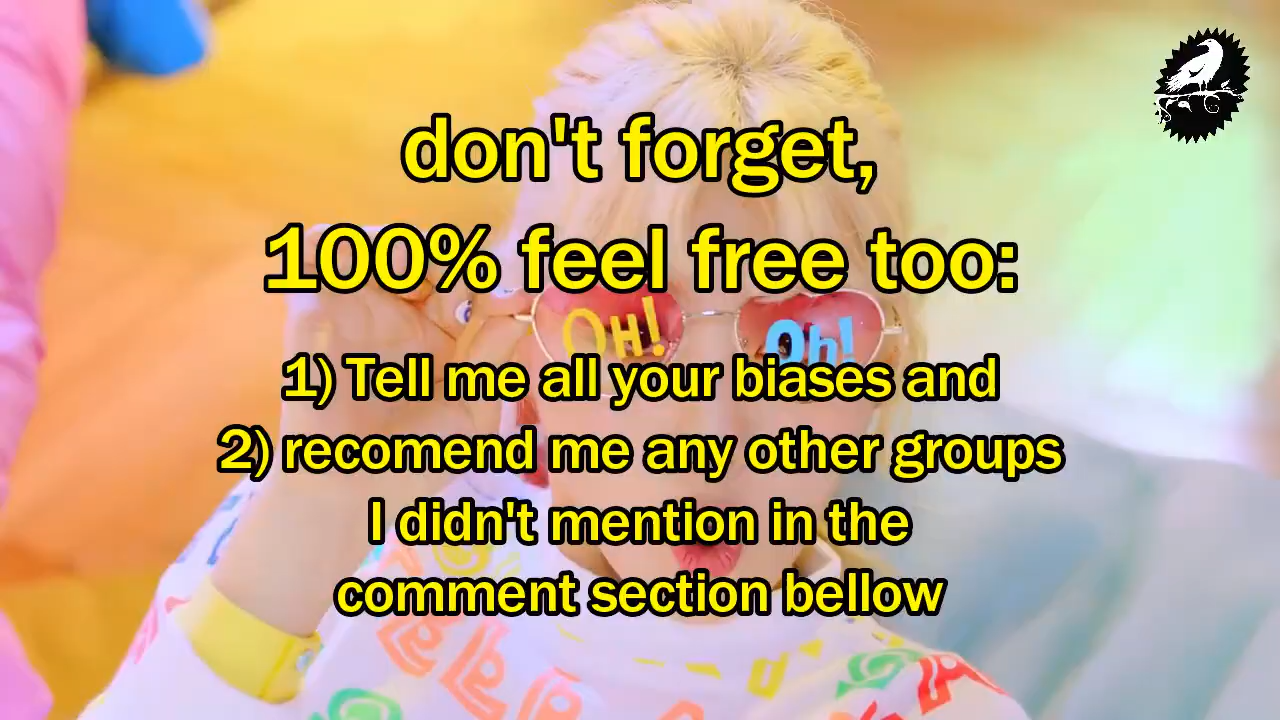 don't forget,
100% feel free too:
OH! Oh!
1) Tell me all your biases and
2) recomend me any other groups
I didn't mention in the
comment section bellow